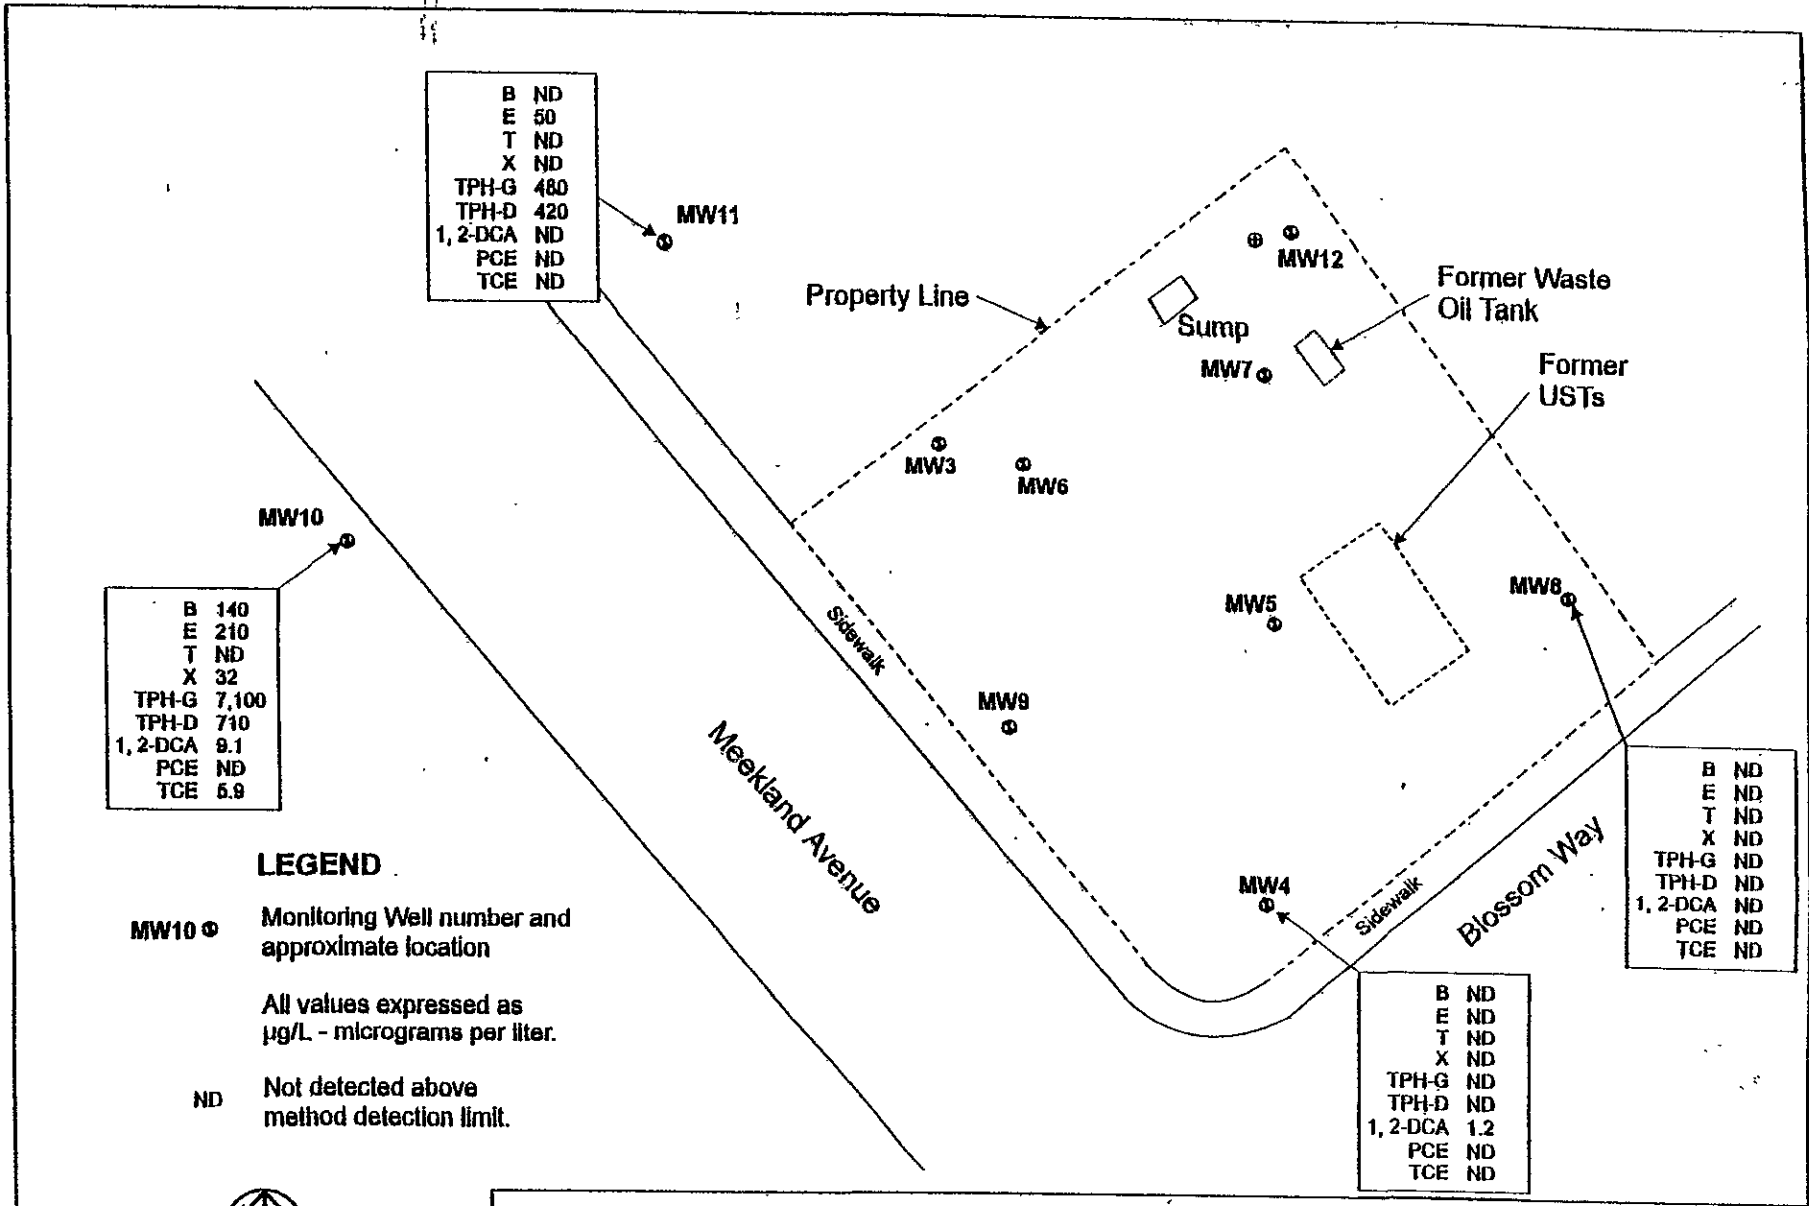 B ND
E 50
T ND
X ND
TPH-G 480
TPH-D 420
1, 2-DCA ND
PCE ND
TCE ND
MW11
MW12
Property Line
Former Waste
Oil Tank
Sump
MW7
Former
USTs
MW3
MW6
MW10
MW8
MW5
B 140
E 210
T ND
X 32
TPH-G 7,100
TPH-D 710
1, 2-DCA 9.1
PCE ND
TCE 5.9
Sidewalk
MW9
Meekland Avenue
B ND
E ND
T ND
X ND
TPH-G ND
TPH-D ND
1, 2-DCA ND
PCE ND
TCE ND
MW4
Sidewalk
Blossom Way
B ND
E ND
T ND
X ND
TPH-G ND
TPH-D ND
1, 2-DCA 1.2
PCE ND
TCE ND
LEGEND
MW10 Monitoring Well number and
approximate location
All values expressed as
µg/L - micrograms per liter.
ND Not detected above
method detection limit.